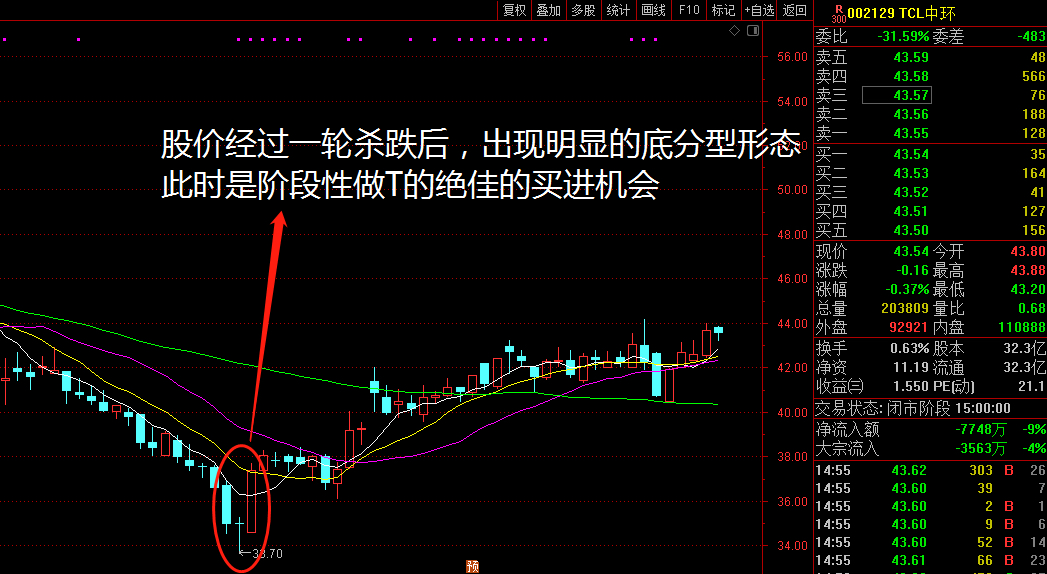 复权 叠加 多股 统计 画线 F10 标记 +自选 返回
R
300 002129 TCL中环
委比 -31.59% 委差 -483
卖五 43.59 48
卖四 43.58 566
卖三 43.57 76
卖二 43.56 188
卖一 43.55 128
买一 43.54 35
买二 43.53 164
买三 43.52 41
买四 43.51 127
买五 43.50 156
现价 43.54 今开 43.80
涨跌 -0.16 最高 43.88
涨幅 -0.37% 最低 43.20
总量 203809 量比 0.68
外盘 92921 内盘 110888
换手 0.63% 股本 32.3亿
净资 11.19 流通 32.3亿
收益㈢ 1.550 PE(动) 21.1
交易状态: 闭市阶段 15:00:00
净流入额 -7748万 -9%
大宗流入 -3563万 -4%
14:55 43.62 303 B 26
14:55 43.60 39 7
14:55 43.60 2 B 1
14:55 43.60 9 B 6
14:55 43.60 52 B 14
14:55 43.61 66 B 23
股价经过一轮杀跌后，出现明显的底分型形态
此时是阶段性做T的绝佳的买进机会
56.00
54.00
50.00
48.00
46.00
44.00
42.00
40.00
38.00
36.00
34.00
33.70
预